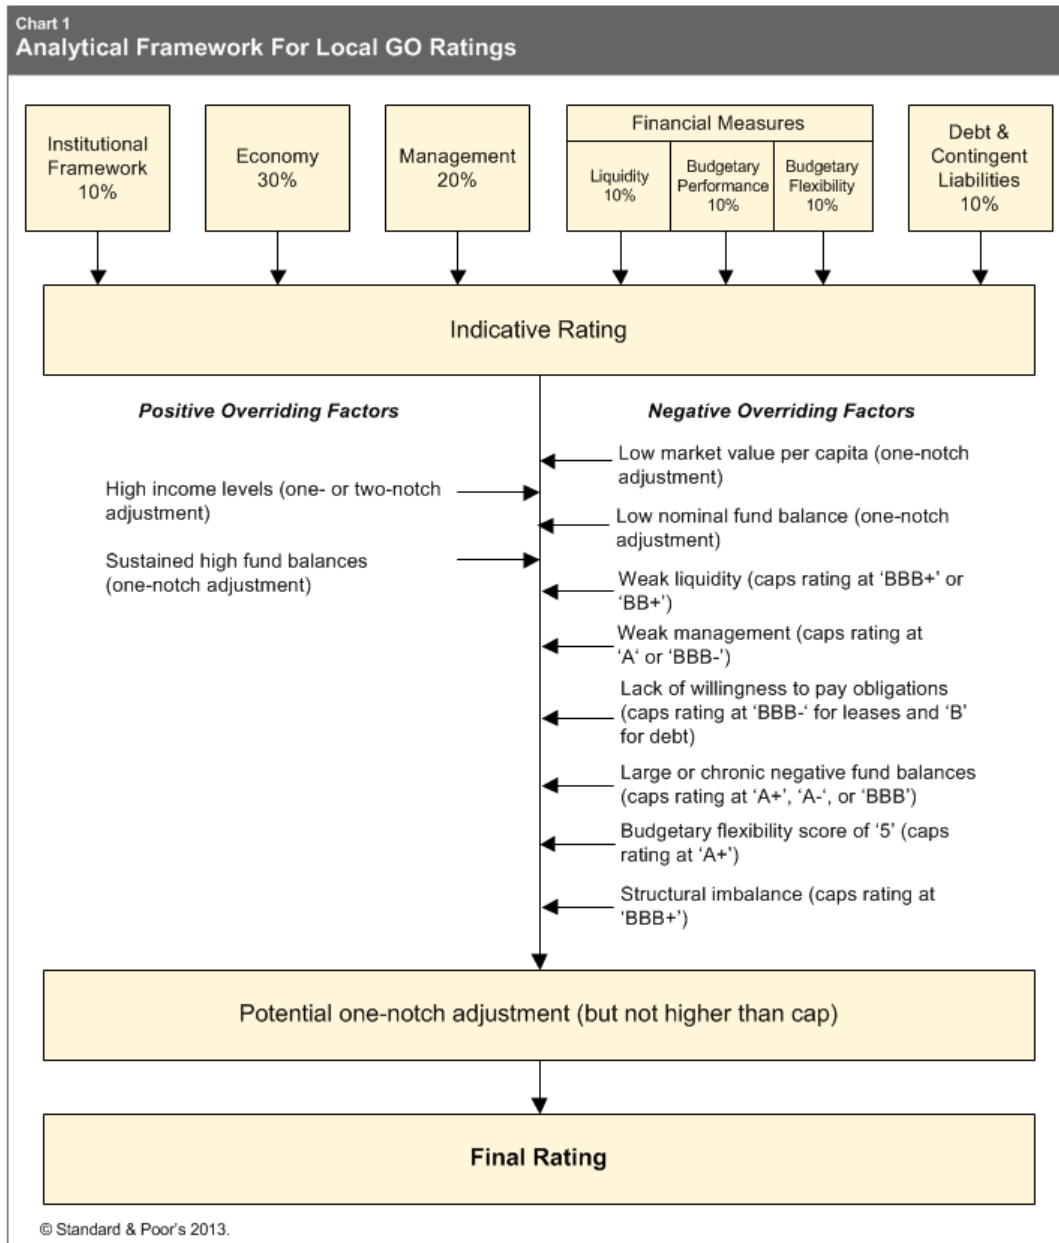 Chart 1
Analytical Framework For Local GO Ratings
Institutional
Framework
10%
Economy
30%
Management
20%
Financial Measures
Liquidity
10%
Budgetary
Performance
10%
Budgetary
Flexibility
10%
Debt &
Contingent
Liabilities
10%
Indicative Rating
Positive Overriding Factors
High income levels (one- or two-notch
adjustment)
Sustained high fund balances
(one-notch adjustment)
Negative Overriding Factors
Low market value per capita (one-notch
adjustment)
Low nominal fund balance (one-notch
adjustment)
Weak liquidity (caps rating at ‘BBB+’ or
‘BB+’)
Weak management (caps rating at
‘A‘ or ‘BBB-’)
Lack of willingness to pay obligations
(caps rating at ‘BBB-‘ for leases and ‘B’
for debt)
Large or chronic negative fund balances
(caps rating at ‘A+’, ‘A-‘, or ‘BBB’)
Budgetary flexibility score of ‘5’ (caps
rating at ‘A+’)
Structural imbalance (caps rating at
‘BBB+’)
Potential one-notch adjustment (but not higher than cap)
Final Rating
© Standard & Poor's 2013.